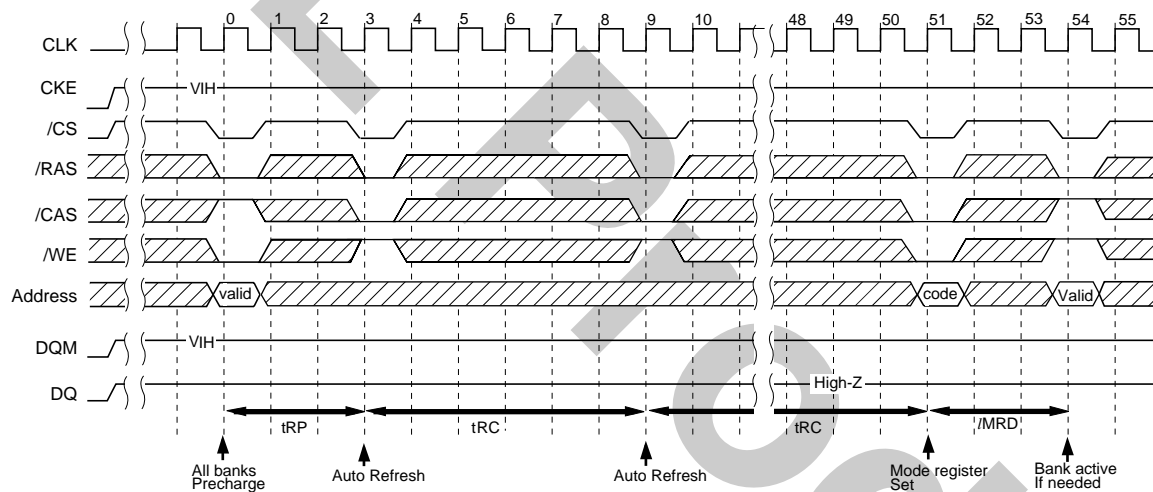 0 1 2 3 4 5 6 7 8 9 10 48 49 50 51 52 53 54 55
CLK
CKE VIH
/CS
/RAS
/CAS
/WE
Address valid code Valid
DQM VIH
DQ High-Z
tRP tRC tRC /MRD
All banks
Precharge
Auto Refresh
Auto Refresh
Mode register
Set
Bank active
If needed